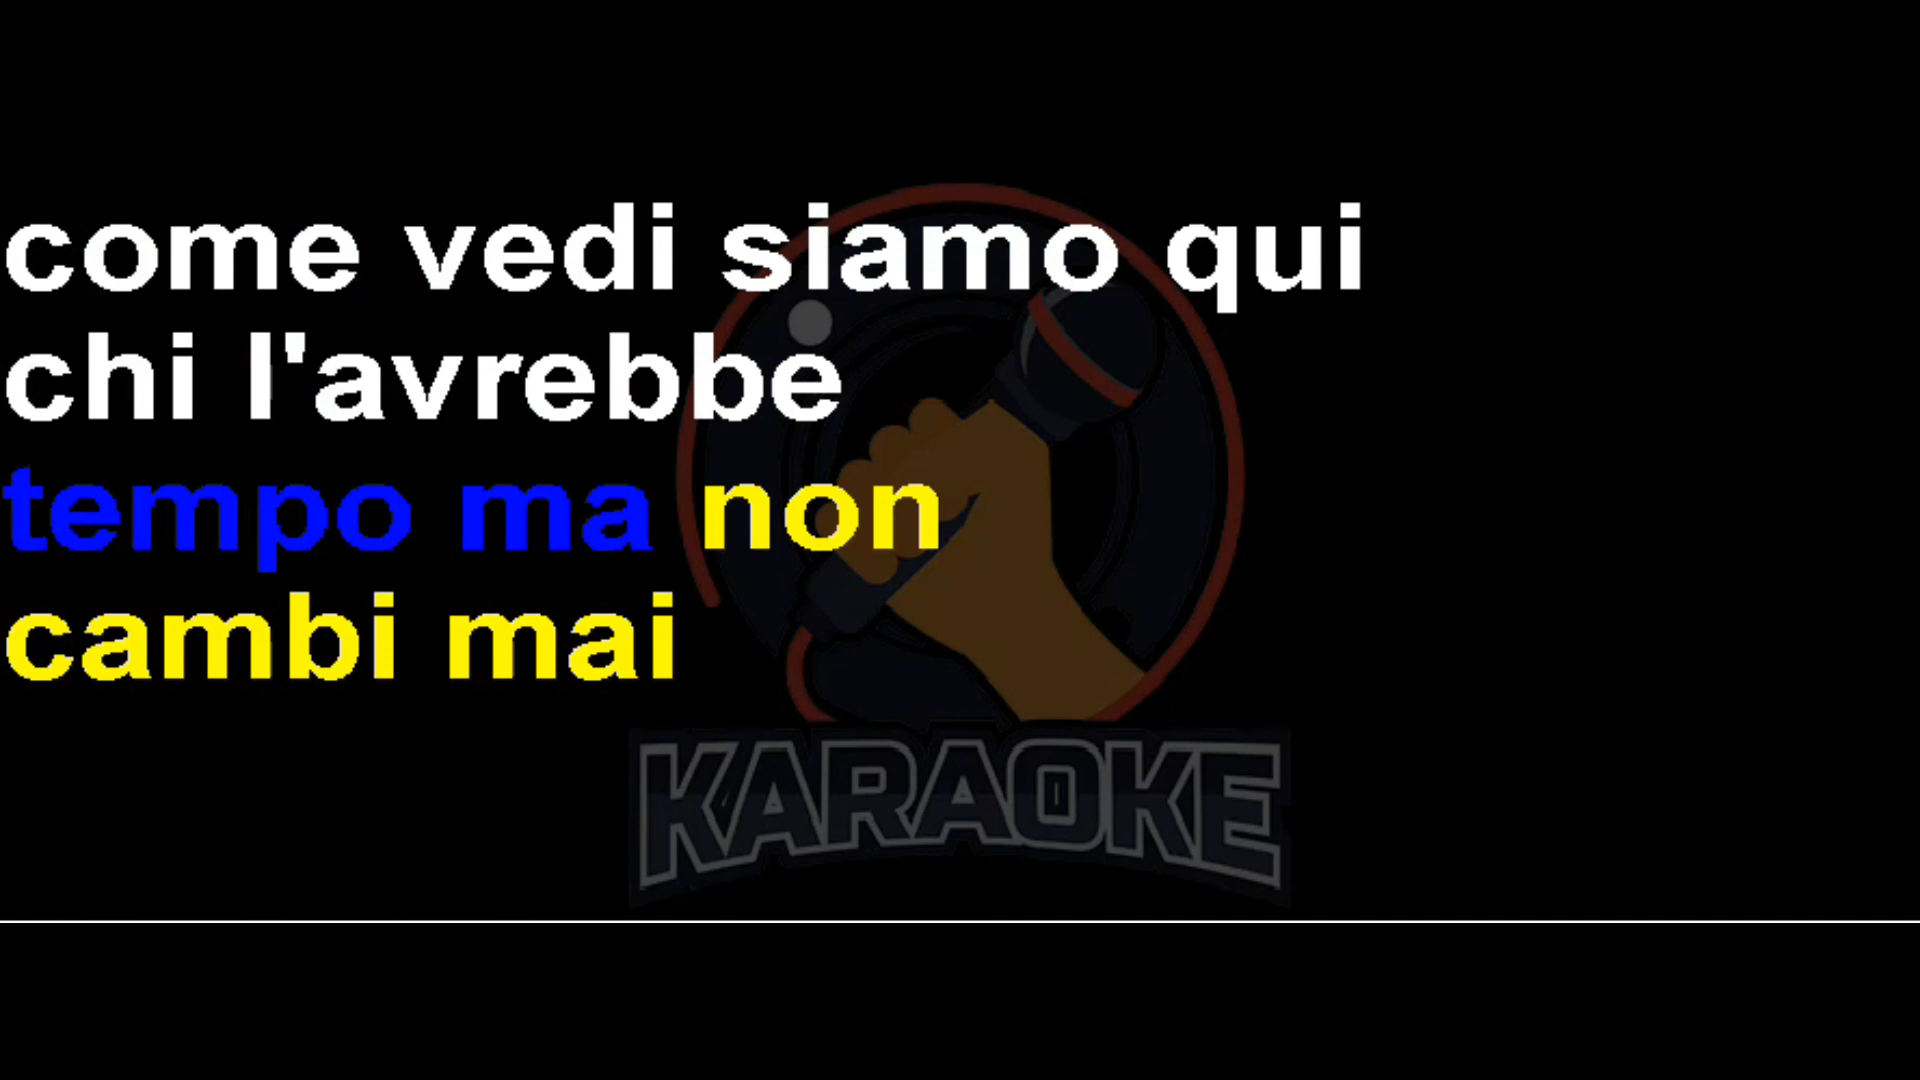 come vedi siamo qui
chi l'avrebbe
tempo ma non
cambi mai
KARAOKE